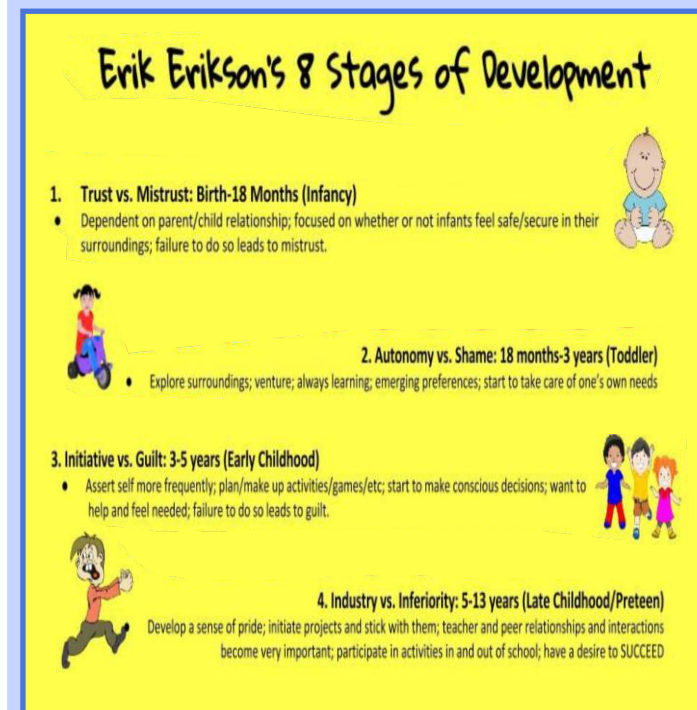 Erik Erikson's 8 Stages of Development
1. Trust vs. Mistrust: Birth-18 Months (Infancy)
• Dependent on parent/child relationship; focused on whether or not infants feel safe/secure in their
surroundings; failure to do so leads to mistrust.
2. Autonomy vs. Shame: 18 months-3 years (Toddler)
• Explore surroundings; venture; always learning; emerging preferences; start to take care of one's own needs
3. Initiative vs. Guilt: 3-5 years (Early Childhood)
• Assert self more frequently; plan/make up activities/games/etc; start to make conscious decisions; want to
help and feel needed; failure to do so leads to guilt.
4. Industry vs. Inferiority: 5-13 years (Late Childhood/Preteen)
Develop a sense of pride; initiate projects and stick with them; teacher and peer relationships and interactions
become very important; participate in activities in and out of school; have a desire to SUCCEED